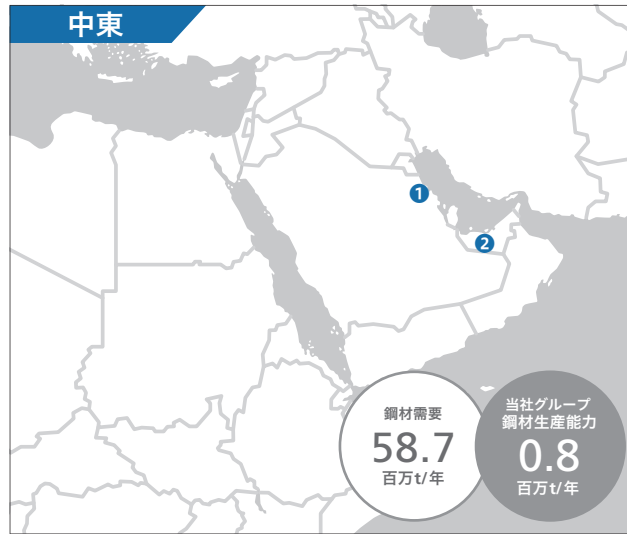 中東
1
2
鋼材需要
58.7
百万t/年
当社グループ
鋼材生産能力
0.8
百万t/年